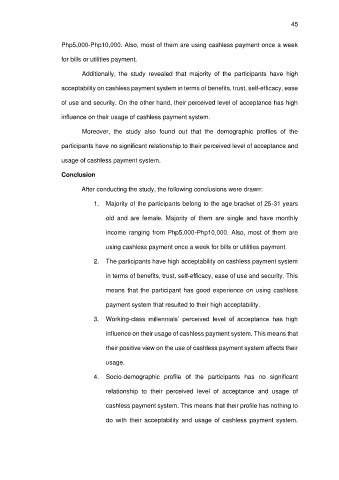 45
Php5,000-Php10,000. Also, most of them are using cashless payment once a week
for bills or utilities payment.
Additionally, the study revealed that majority of the participants have high
acceptability on cashless payment system in terms of benefits, trust, self-efficacy, ease
of use and security. On the other hand, their perceived level of acceptance has high
influence on their usage of cashless payment system.
Moreover, the study also found out that the demographic profiles of the
participants have no significant relationship to their perceived level of acceptance and
usage of cashless payment system.
Conclusion
After conducting the study, the following conclusions were drawn:
1. Majority of the participants belong to the age bracket of 25-31 years
old and are female. Majority of them are single and have monthly
income ranging from Php5,000-Php10,000. Also, most of them are
using cashless payment once a week for bills or utilities payment.
2. The participants have high acceptability on cashless payment system
in terms of benefits, trust, self-efficacy, ease of use and security. This
means that the participant has good experience on using cashless
payment system that resulted to their high acceptability.
3. Working-class millennials' perceived level of acceptance has high
influence on their usage of cashless payment system. This means that
their positive view on the use of cashless payment system affects their
usage.
4. Socio-demographic profile of the participants has no significant
relationship to their perceived level of acceptance and usage of
cashless payment system. This means that their profile has nothing to
do with their acceptability and usage of cashless payment system.